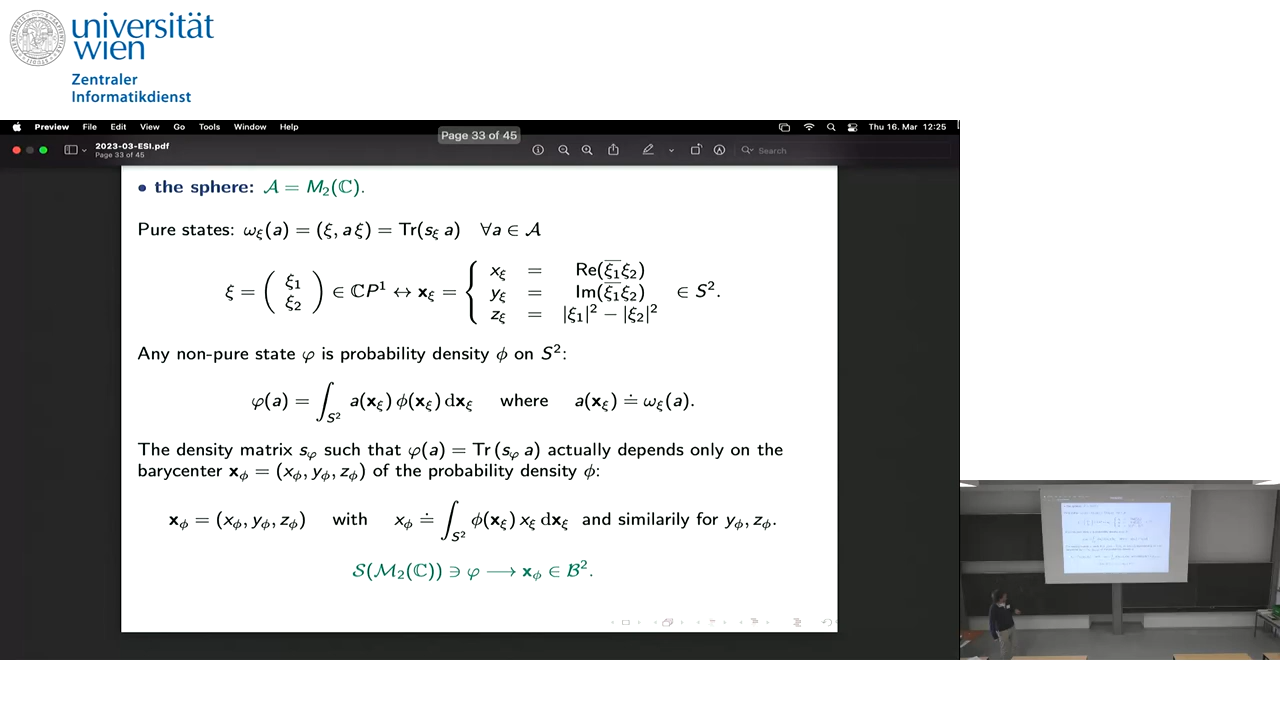 universität
wien
Zentraler
Informatikdienst
Preview File Edit View Go Tools Window Help Thu 16. Mar 12:25
Page 33 of 45
2023-03-ESI.pdf
Page 33 of 45
Search
• the sphere: 𝒜 = M₂(ℂ).
Pure states: ω_ξ(a) = (ξ, a ξ) = Tr(s_ξ a) ∀a ∈ 𝒜
ξ = ( ξ₁ ξ₂ ) ∈ ℂP¹ ↔ x_ξ = { x_ξ = Re(ξ̅₁ξ₂) y_ξ = Im(ξ̅₁ξ₂) z_ξ = |ξ₁|² − |ξ₂|² ∈ S².
Any non-pure state φ is probability density ϕ on S²:
φ(a) = ∫_{S²} a(x_ξ) ϕ(x_ξ) dx_ξ where a(x_ξ) ≐ ω_ξ(a).
The density matrix s_φ such that φ(a) = Tr (s_φ a) actually depends only on the
barycenter x_ϕ = (x_ϕ, y_ϕ, z_ϕ) of the probability density ϕ:
x_ϕ = (x_ϕ, y_ϕ, z_ϕ) with x_ϕ ≐ ∫_{S²} ϕ(x_ξ) x_ξ dx_ξ and similarily for y_ϕ, z_ϕ.
𝒮(M₂(ℂ)) ∋ φ ⟶ x_ϕ ∈ ℬ².